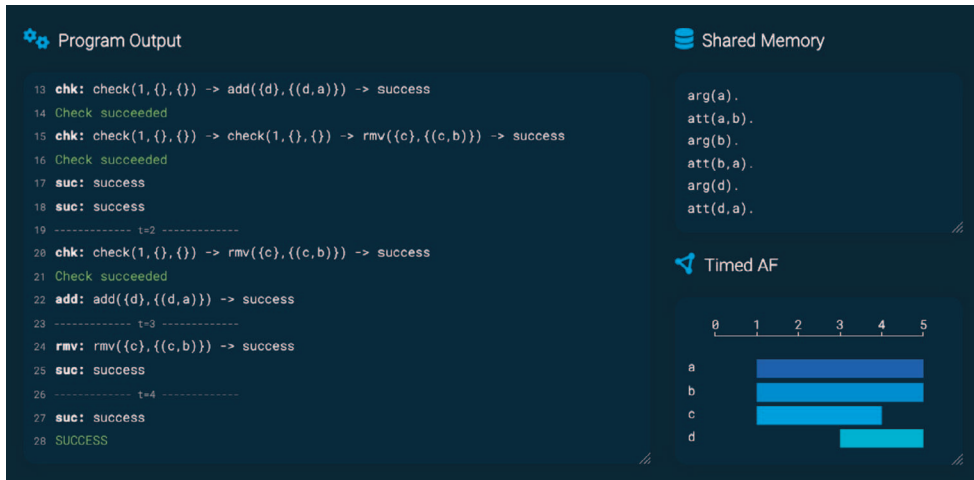 Program Output
13 chk: check(1,{},{}) -> add({d},{(d,a)}) -> success
14 Check succeeded
15 chk: check(1,{},{}) -> check(1,{},{}) -> rmv({c},{(c,b)}) -> success
16 Check succeeded
17 suc: success
18 suc: success
19 ------------- t=2 -------------
20 chk: check(1,{},{}) -> rmv({c},{(c,b)}) -> success
21 Check succeeded
22 add: add({d},{(d,a)}) -> success
23 ------------- t=3 -------------
24 rmv: rmv({c},{(c,b)}) -> success
25 suc: success
26 ------------- t=4 -------------
27 suc: success
28 SUCCESS
Shared Memory
arg(a).
att(a,b).
arg(b).
att(b,a).
arg(d).
att(d,a).
Timed AF
0 1 2 3 4 5
a
b
c
d